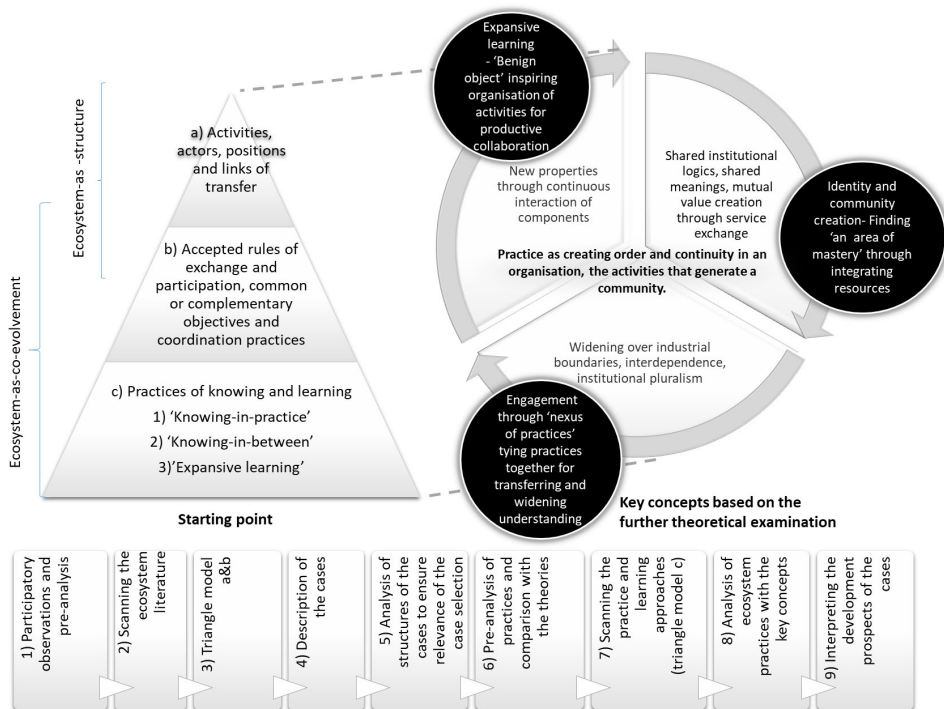 Ecosystem-as-co-evolvement
Ecosystem-as -structure
a) Activities,
actors, positions
and links of
transfer
b) Accepted rules of
exchange and
participation, common
or complementary
objectives and
coordination practices
c) Practices of knowing and learning
1) ‘Knowing-in-practice’
2) ‘Knowing-in-between’
3)’Expansive learning’
Starting point
Expansive
learning
- ‘Benign
object’ inspiring
organisation of
activities for
productive
collaboration
New properties
through continuous
interaction of
components
Shared institutional
logics, shared
meanings, mutual
value creation
through service
exchange
Identity and
community
creation- Finding
‘an area of
mastery’ through
integrating
resources
Practice as creating order and continuity in an
organisation, the activities that generate a
community.
Widening over industrial
boundaries, interdependence,
institutional pluralism
Engagement
through ‘nexus
of practices’
tying practices
together for
transferring and
widening
understanding
Key concepts based on the
further theoretical examination
1) Participatory
observations and
pre-analysis
2) Scanning the
ecosystem
literature
3) Triangle model
a&b
4) Description of
the cases
5) Analysis of
structures of the
cases to ensure
relevance of the
case selection
6) Pre-analysis of
practices and
comparison with
the theories
7) Scanning the
practice and
learning
approaches
(triangle model c)
8) Analysis of
ecosystem
practices with the
key concepts
9) Interpreting the
development
prospects of the
cases